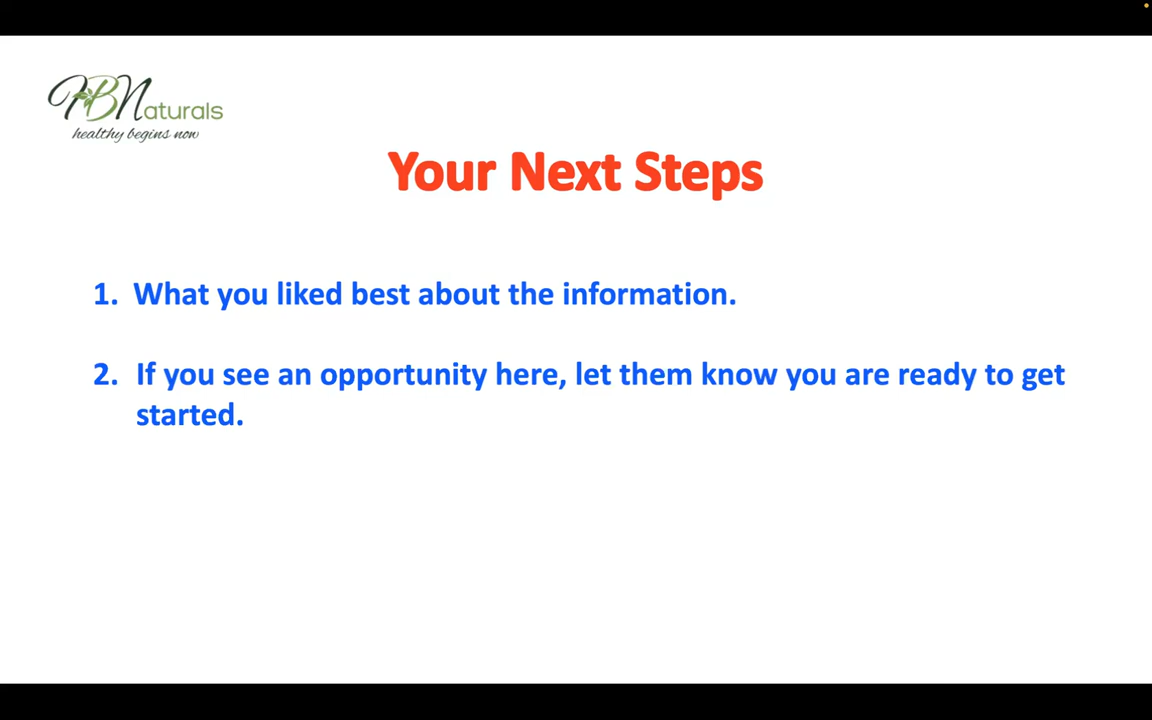 HBNaturals
healthy begins now
Your Next Steps
1. What you liked best about the information.
2. If you see an opportunity here, let them know you are ready to get
started.